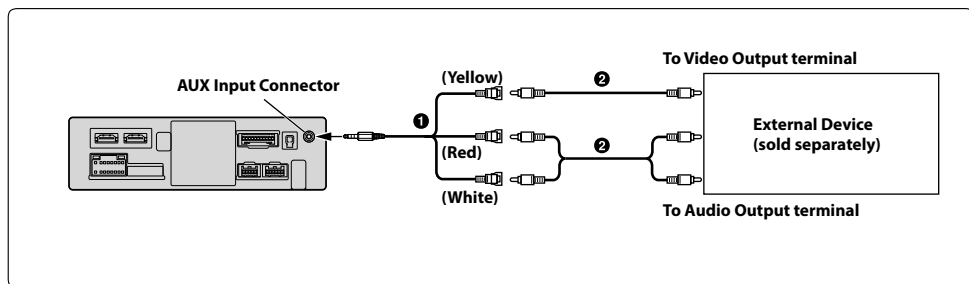 To Video Output terminal
AUX Input Connector
(Yellow)
❷
❶
External Device
(sold separately)
(Red)
❷
(White)
To Audio Output terminal